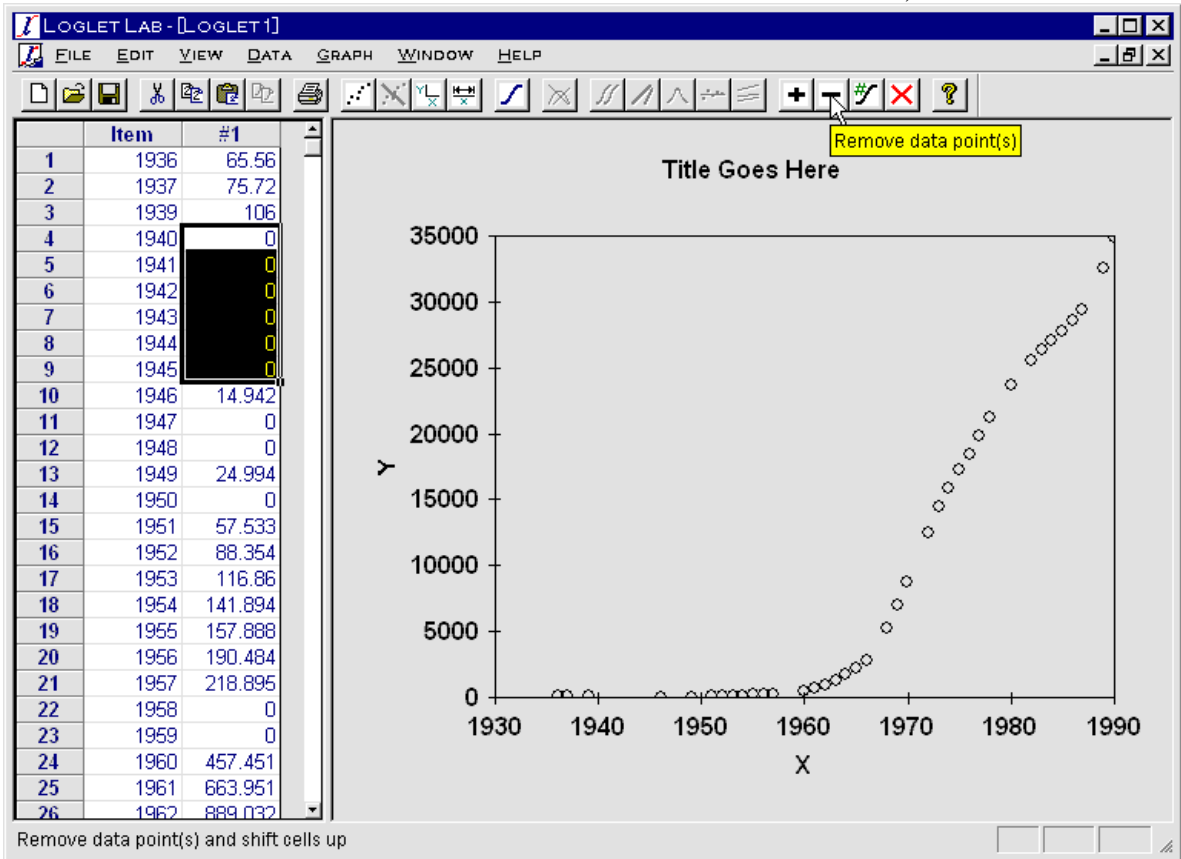 LOGLET LAB - [LOGLET1]
FILE EDIT VIEW DATA GRAPH WINDOW HELP
Remove data point(s)
Item #1
1 1936 65.56
2 1937 75.72
3 1939 106
4 1940 0
5 1941 0
6 1942 0
7 1943 0
8 1944 0
9 1945 0
10 1946 14.942
11 1947 0
12 1948 0
13 1949 24.994
14 1950 0
15 1951 57.533
16 1952 88.354
17 1953 116.86
18 1954 141.894
19 1955 157.888
20 1956 190.484
21 1957 218.895
22 1958 0
23 1959 0
24 1960 457.451
25 1961 663.951
26 1962 889.032
Title Goes Here
35000
30000
25000
20000
Y
15000
10000
5000
0
1930 1940 1950 1960 1970 1980 1990
X
Remove data point(s) and shift cells up